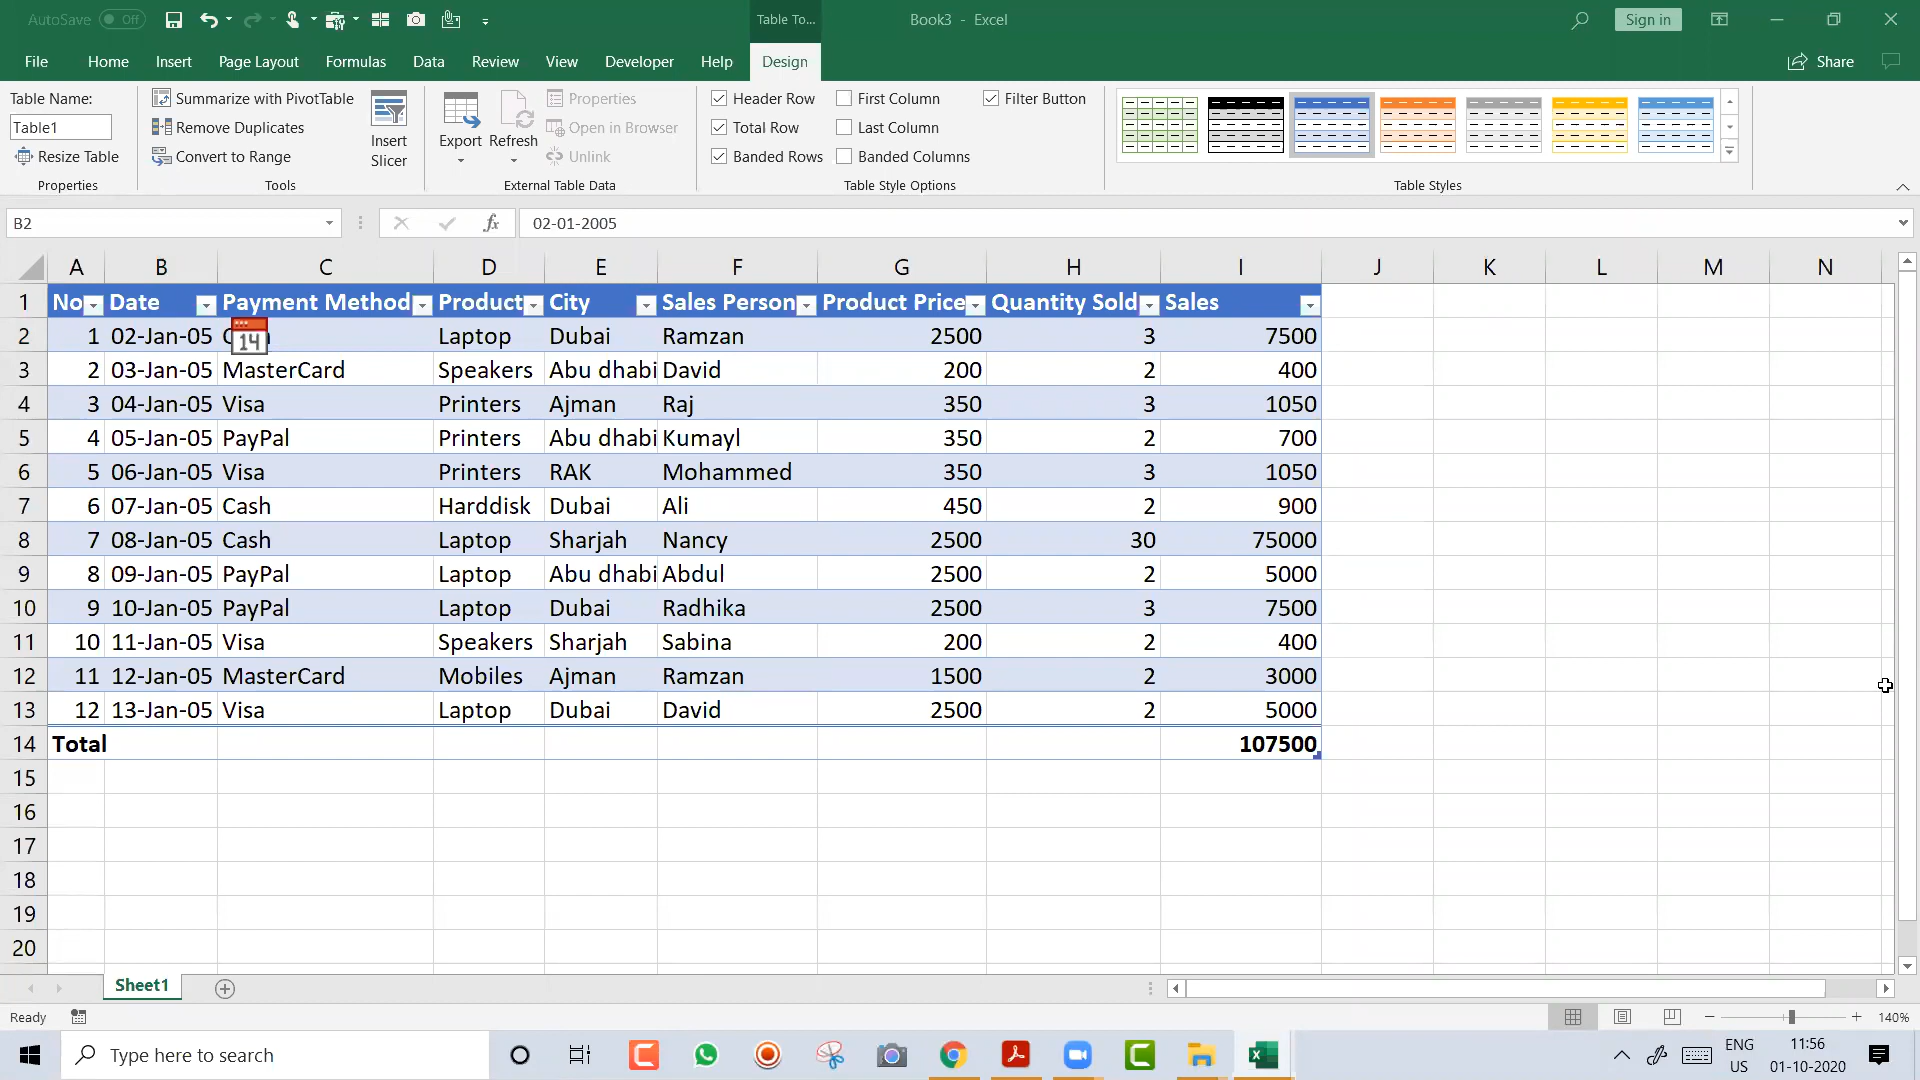 AutoSave Off Table To... Book3 - Excel Sign in
File Home Insert Page Layout Formulas Data Review View Developer Help Design Share
Table Name:
Table1
Resize Table
Properties
Summarize with PivotTable
Remove Duplicates
Convert to Range
Tools
Insert
Slicer
Export Refresh
Properties
Open in Browser
Unlink
External Table Data
Header Row First Column Filter Button
Total Row Last Column
Banded Rows Banded Columns
Table Style Options
Table Styles
B2 fx 02-01-2005
A B C D E F G H I J K L M N
1 No Date Payment Method Product City Sales Person Product Price Quantity Sold Sales
2 1 02-Jan-05 14 Laptop Dubai Ramzan 2500 3 7500
3 2 03-Jan-05 MasterCard Speakers Abu dhabi David 200 2 400
4 3 04-Jan-05 Visa Printers Ajman Raj 350 3 1050
5 4 05-Jan-05 PayPal Printers Abu dhabi Kumayl 350 2 700
6 5 06-Jan-05 Visa Printers RAK Mohammed 350 3 1050
7 6 07-Jan-05 Cash Harddisk Dubai Ali 450 2 900
8 7 08-Jan-05 Cash Laptop Sharjah Nancy 2500 30 75000
9 8 09-Jan-05 PayPal Laptop Abu dhabi Abdul 2500 2 5000
10 9 10-Jan-05 PayPal Laptop Dubai Radhika 2500 3 7500
11 10 11-Jan-05 Visa Speakers Sharjah Sabina 200 2 400
12 11 12-Jan-05 MasterCard Mobiles Ajman Ramzan 1500 2 3000
13 12 13-Jan-05 Visa Laptop Dubai David 2500 2 5000
14 Total 107500
15
16
17
18
19
20
Sheet1
Ready 140%
Type here to search
ENG
US
11:56
01-10-2020